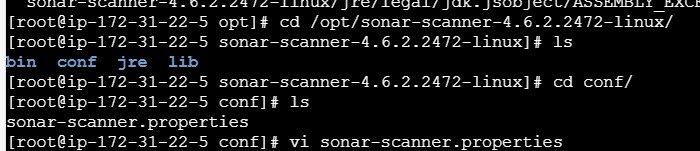 sonar-scanner-4.6.2.2472-linux/jre/legal/jdk.jsobject/ASSEMBLY_EXCE
[root@ip-172-31-22-5 opt]# cd /opt/sonar-scanner-4.6.2.2472-linux/
[root@ip-172-31-22-5 sonar-scanner-4.6.2.2472-linux]# ls
bin  conf  jre  lib
[root@ip-172-31-22-5 sonar-scanner-4.6.2.2472-linux]# cd conf/
[root@ip-172-31-22-5 conf]# ls
sonar-scanner.properties
[root@ip-172-31-22-5 conf]# vi sonar-scanner.properties